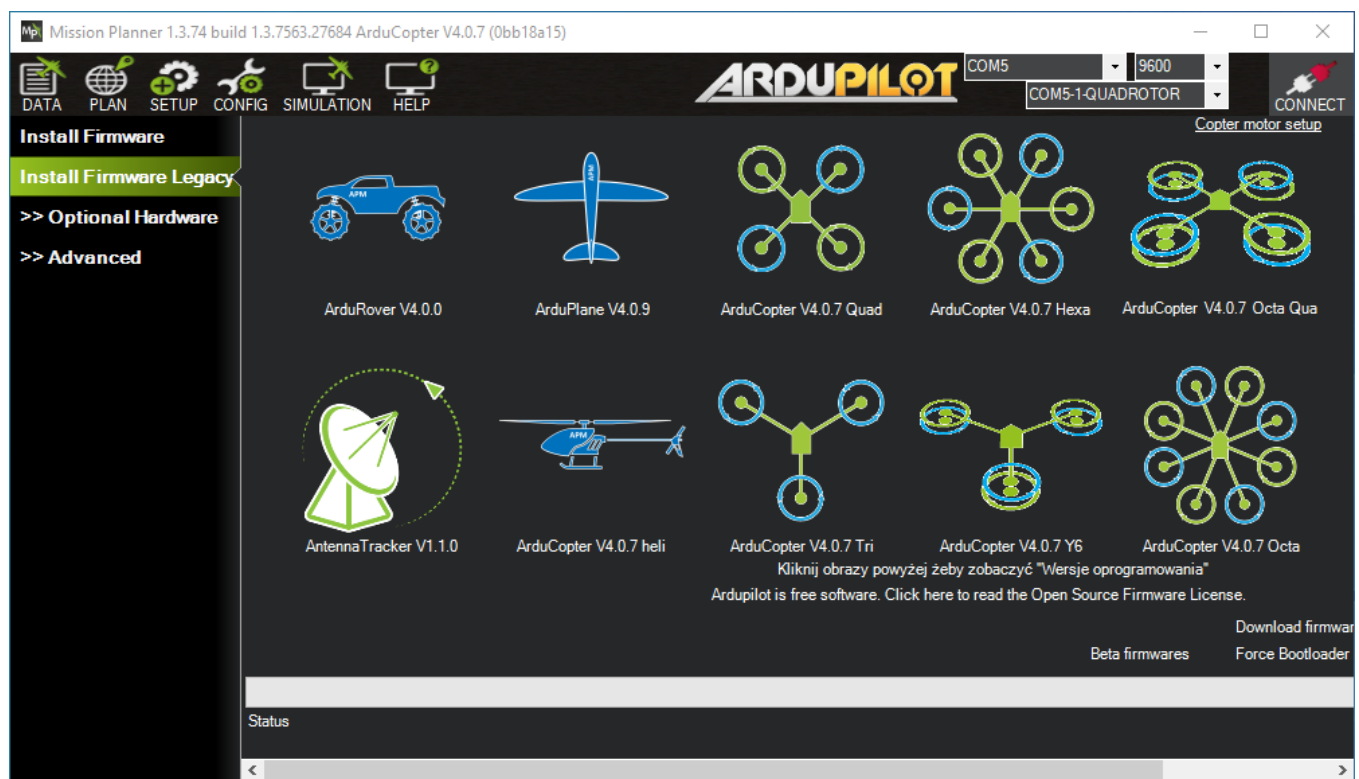 Mission Planner 1.3.74 build 1.3.7563.27684 ArduCopter V4.0.7 (0bb18a15)
DATA PLAN SETUP CONFIG SIMULATION HELP
ARDUPILOT
COM5 9600
COM5-1-QUADROTOR
CONNECT
Install Firmware
Install Firmware Legacy
>> Optional Hardware
>> Advanced
Copter motor setup
APM
APM
ArduRover V4.0.0
ArduPlane V4.0.9
ArduCopter V4.0.7 Quad
ArduCopter V4.0.7 Hexa
ArduCopter V4.0.7 Octa Qua
APM
AntennaTracker V1.1.0
ArduCopter V4.0.7 heli
ArduCopter V4.0.7 Tri
ArduCopter V4.0.7 Y6
ArduCopter V4.0.7 Octa
Kliknij obrazy powyżej żeby zobaczyć "Wersje oprogramowania"
Ardupilot is free software. Click here to read the Open Source Firmware License.
Download firmwar
Beta firmwares
Force Bootloader
Status